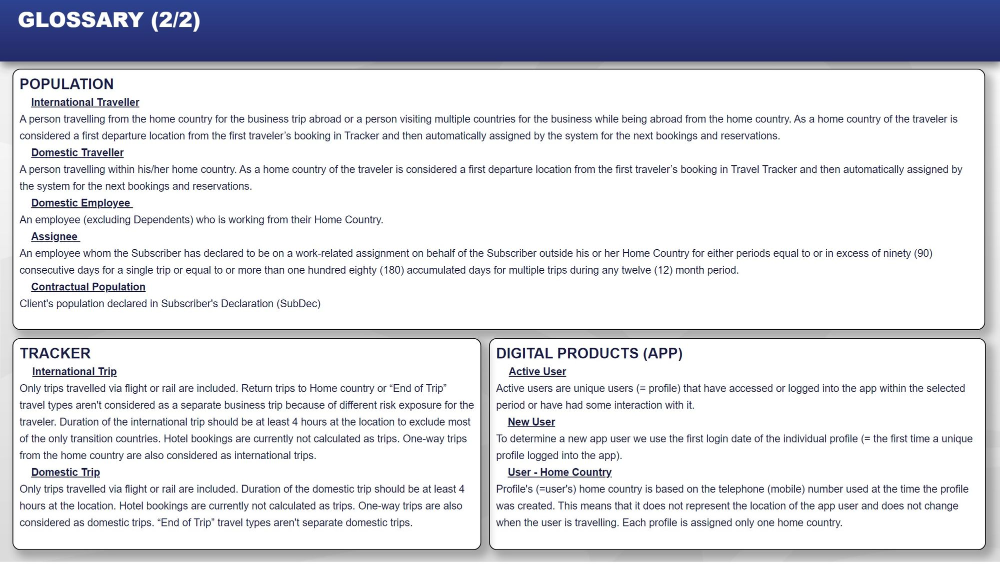 GLOSSARY (2/2)
POPULATION
International Traveller
A person travelling from the home country for the business trip abroad or a person visiting multiple countries for the business while being abroad from the home country. As a home country of the traveler is
considered a first departure location from the first traveler’s booking in Tracker and then automatically assigned by the system for the next bookings and reservations.
Domestic Traveller
A person travelling within his/her home country. As a home country of the traveler is considered a first departure location from the first traveler’s booking in Travel Tracker and then automatically assigned by
the system for the next bookings and reservations.
Domestic Employee
An employee (excluding Dependents) who is working from their Home Country.
Assignee
An employee whom the Subscriber has declared to be on a work-related assignment on behalf of the Subscriber outside his or her Home Country for either periods equal to or in excess of ninety (90)
consecutive days for a single trip or equal to or more than one hundred eighty (180) accumulated days for multiple trips during any twelve (12) month period.
Contractual Population
Client's population declared in Subscriber's Declaration (SubDec)
TRACKER
International Trip
Only trips travelled via flight or rail are included. Return trips to Home country or “End of Trip”
travel types aren't considered as a separate business trip because of different risk exposure for the
traveler. Duration of the international trip should be at least 4 hours at the location to exclude most
of the only transition countries. Hotel bookings are currently not calculated as trips. One-way trips
from the home country are also considered as international trips.
Domestic Trip
Only trips travelled via flight or rail are included. Duration of the domestic trip should be at least 4
hours at the location. Hotel bookings are currently not calculated as trips. One-way trips are also
considered as domestic trips. “End of Trip” travel types aren't separate domestic trips.
DIGITAL PRODUCTS (APP)
Active User
Active users are unique users (= profile) that have accessed or logged into the app within the selected
period or have had some interaction with it.
New User
To determine a new app user we use the first login date of the individual profile (= the first time a unique
profile logged into the app).
User - Home Country
Profile's (=user's) home country is based on the telephone (mobile) number used at the time the profile
was created. This means that it does not represent the location of the app user and does not change
when the user is travelling. Each profile is assigned only one home country.